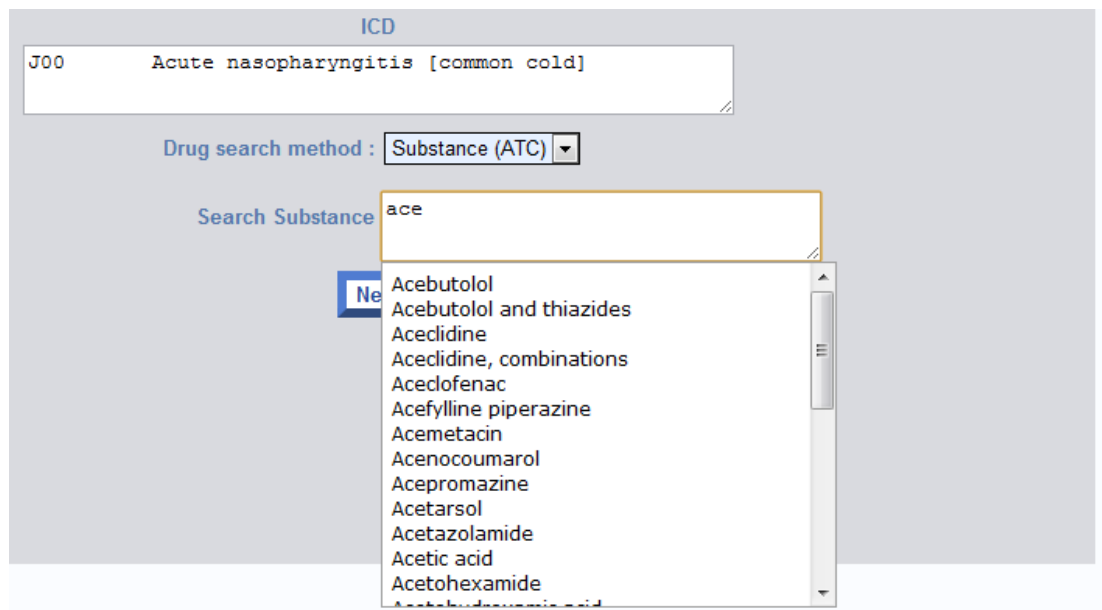 ICD
J00 Acute nasopharyngitis [common cold]
Drug search method : Substance (ATC)
Search Substance ace
Ne
Acebutolol
Acebutolol and thiazides
Aceclidine
Aceclidine, combinations
Aceclofenac
Acefylline piperazine
Acemetacin
Acenocoumarol
Acepromazine
Acetarsol
Acetazolamide
Acetic acid
Acetohexamide